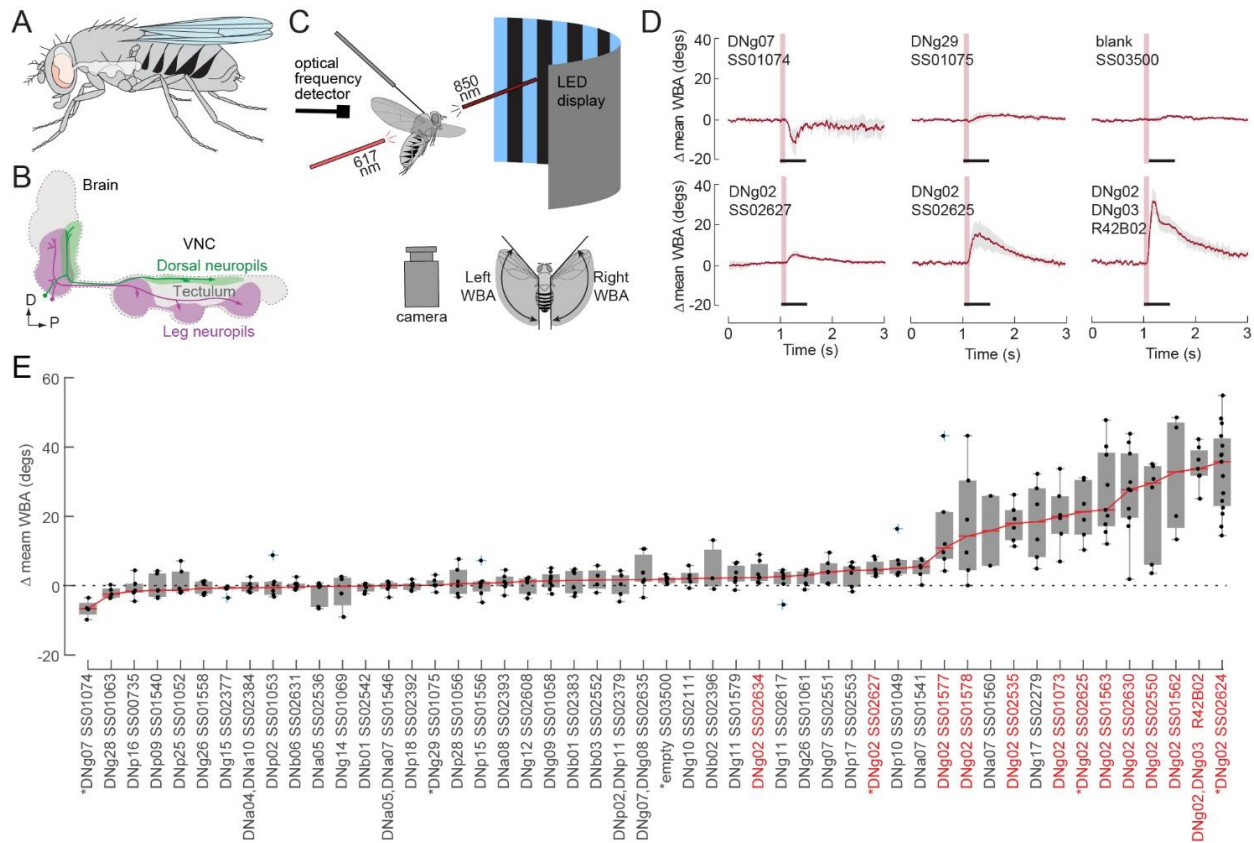 A
B
Brain
VNC
Dorsal neuropils
Tectulum
Leg neuropils
D
P
C
optical
frequency
detector
850
nm
617
nm
LED
display
camera
Left
WBA
Right
WBA
D
Δ mean WBA (degs)
40
20
0
-20
DNg07
SS01074
DNg29
SS01075
blank
SS03500
Δ mean WBA (degs)
40
20
0
-20
DNg02
SS02627
DNg02
SS02625
DNg02
DNg03
R42B02
0 1 2 3
0 1 2 3
0 1 2 3
Time (s)
Time (s)
Time (s)
E
Δ meam WBA (degs)
60
40
20
0
-20
*DNg07 SS01074
DNg28 SS01063
DNp16 SS00735
DNp09 SS01540
DNp25 SS01052
DNg26 SS01558
DNg15 SS02377
DNa04,DNa10 SS02384
DNp02 SS01053
DNb06 SS02631
DNa05 SS02536
DNg14 SS01069
DNb01 SS02542
DNa05,DNa07 SS01546
DNp18 SS02392
*DNg29 SS01075
DNp28 SS01056
DNp15 SS01556
DNa08 SS02393
DNg12 SS02608
DNg09 SS01058
DNb01 SS02383
DNb03 SS02552
DNp02,DNp11 SS02379
DNg07,DNg08 SS02635
*empty SS03500
DNg10 SS02111
DNb02 SS02396
DNg11 SS01579
DNg02 SS02634
DNg11 SS02617
DNg26 SS01061
DNg07 SS02551
DNp17 SS02553
*DNg02 SS02627
DNp10 SS01049
DNa07 SS01541
DNg02 SS01577
DNg02 SS01578
DNa07 SS01560
DNg02 SS02535
DNg17 SS02279
DNg02 SS01073
*DNg02 SS02625
DNg02 SS01563
DNg02 SS02630
DNg02 SS02550
DNg02 SS01562
DNg02,DNg03 R42B02
*DNg02 SS02624